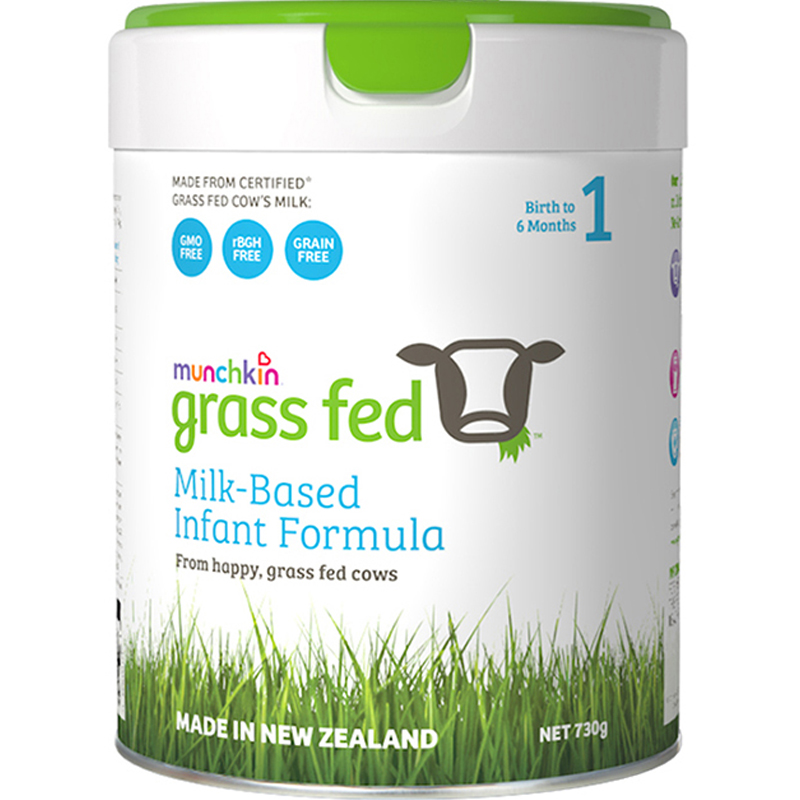 MADE FROM CERTIFIED®
GRASS FED COW'S MILK:
GMO
FREE
rBGH
FREE
GRAIN
FREE
Birth to
6 Months
1
munchkin
grass fed™
Milk-Based
Infant Formula
From happy, grass fed cows
MADE IN NEW ZEALAND
NET 730g